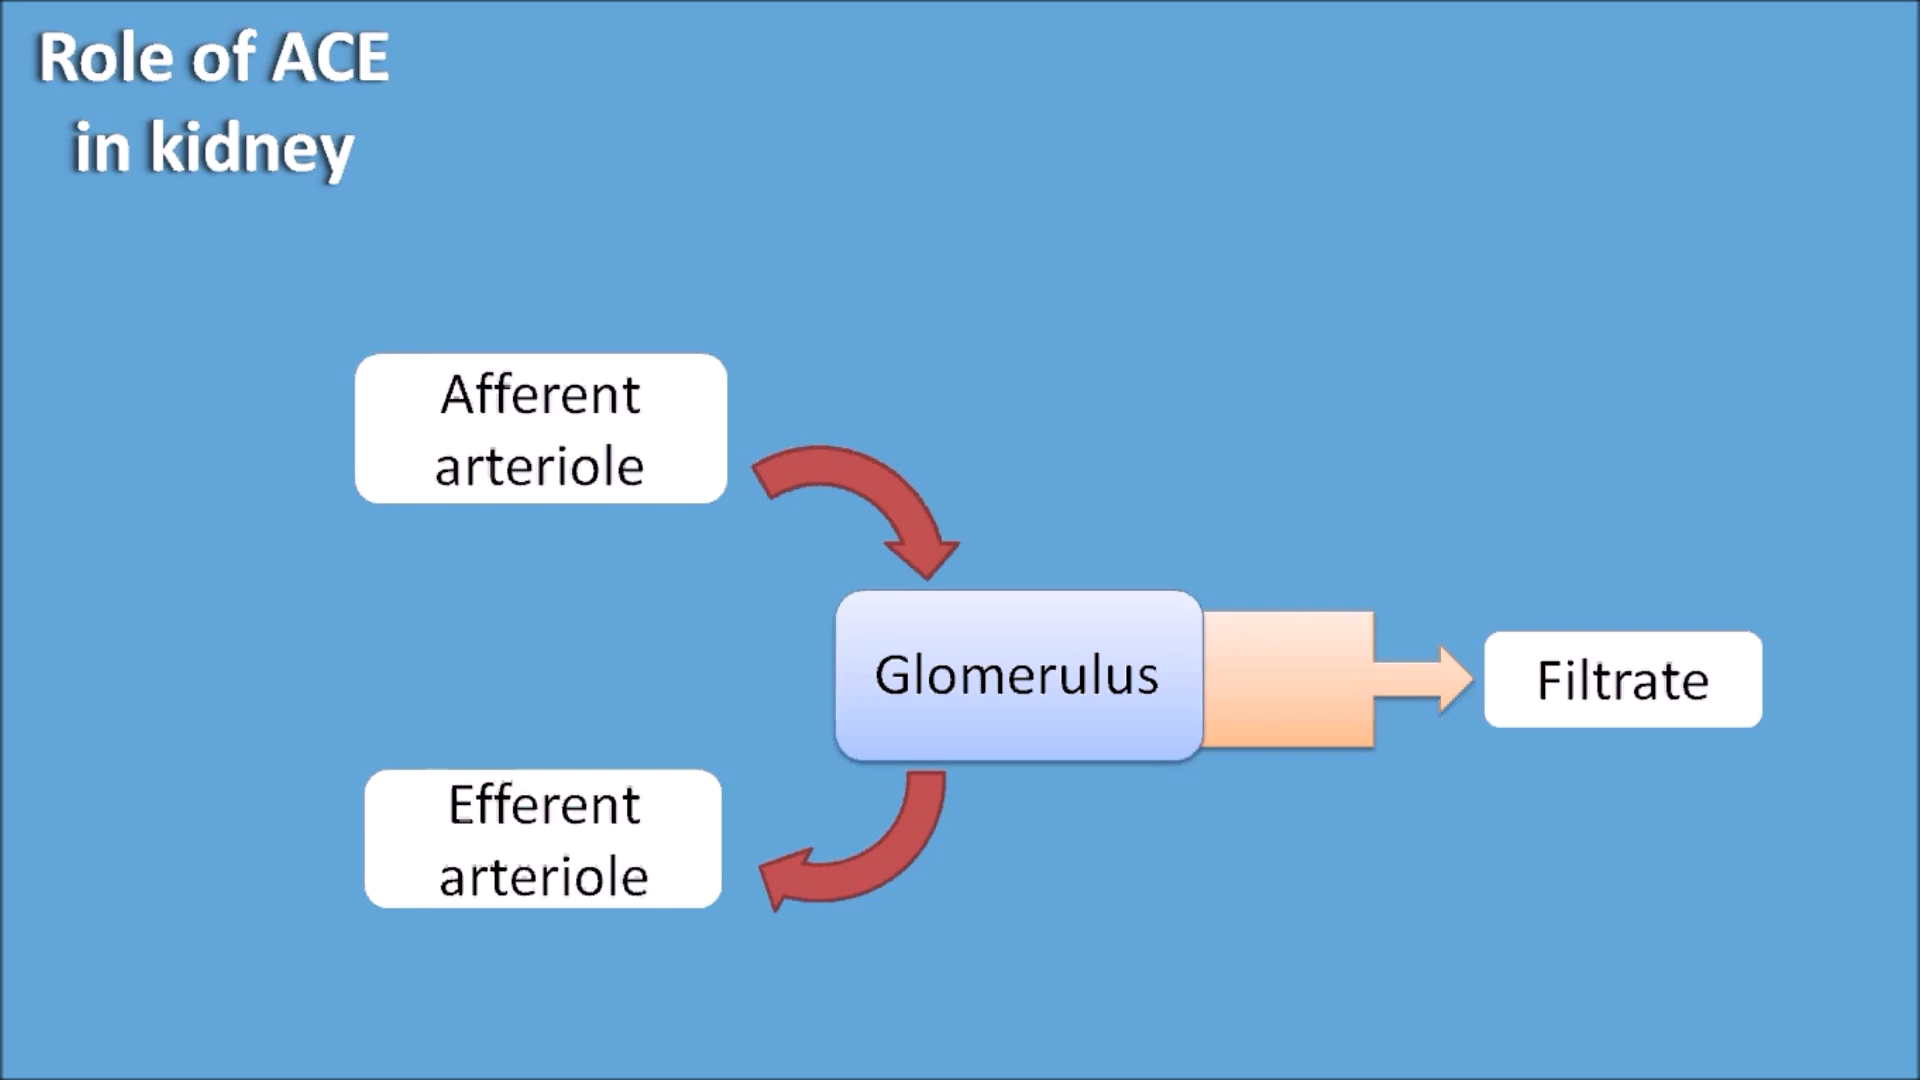 Role of ACE
in kidney
Afferent
arteriole
Glomerulus
Filtrate
Efferent
arteriole